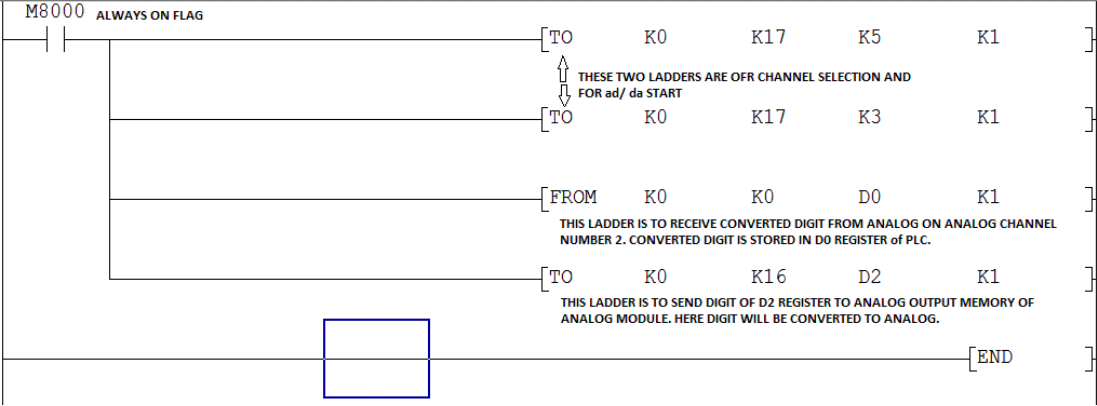 M8000 ALWAYS ON FLAG
[TO K0 K17 K5 K1 ]
THESE TWO LADDERS ARE OFR CHANNEL SELECTION AND
FOR ad/ da START
[TO K0 K17 K3 K1 ]
[FROM K0 K0 D0 K1 ]
THIS LADDER IS TO RECEIVE CONVERTED DIGIT FROM ANALOG ON ANALOG CHANNEL
NUMBER 2. CONVERTED DIGIT IS STORED IN D0 REGISTER of PLC.
[TO K0 K16 D2 K1 ]
THIS LADDER IS TO SEND DIGIT OF D2 REGISTER TO ANALOG OUTPUT MEMORY OF
ANALOG MODULE. HERE DIGIT WILL BE CONVERTED TO ANALOG.
[END ]